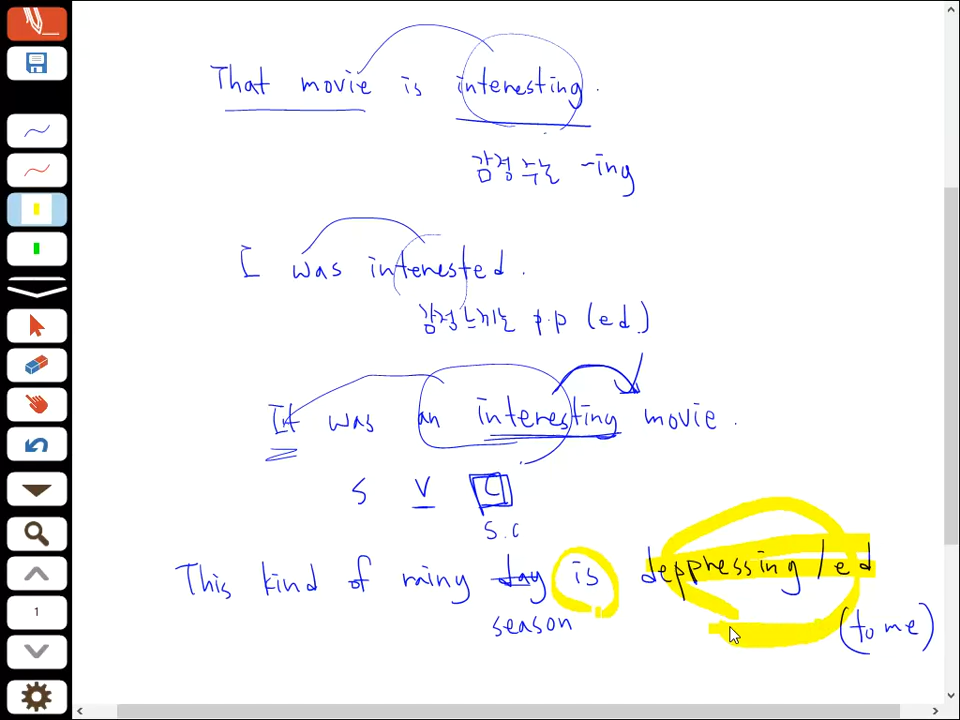 That movie is interesting.
감정 주는 -ing
I was interested.
감정 느끼는 p.p (ed)
It was an interesting movie.
S V C
S.C
This kind of rainy day is deppressing/ed
season (to me)
1